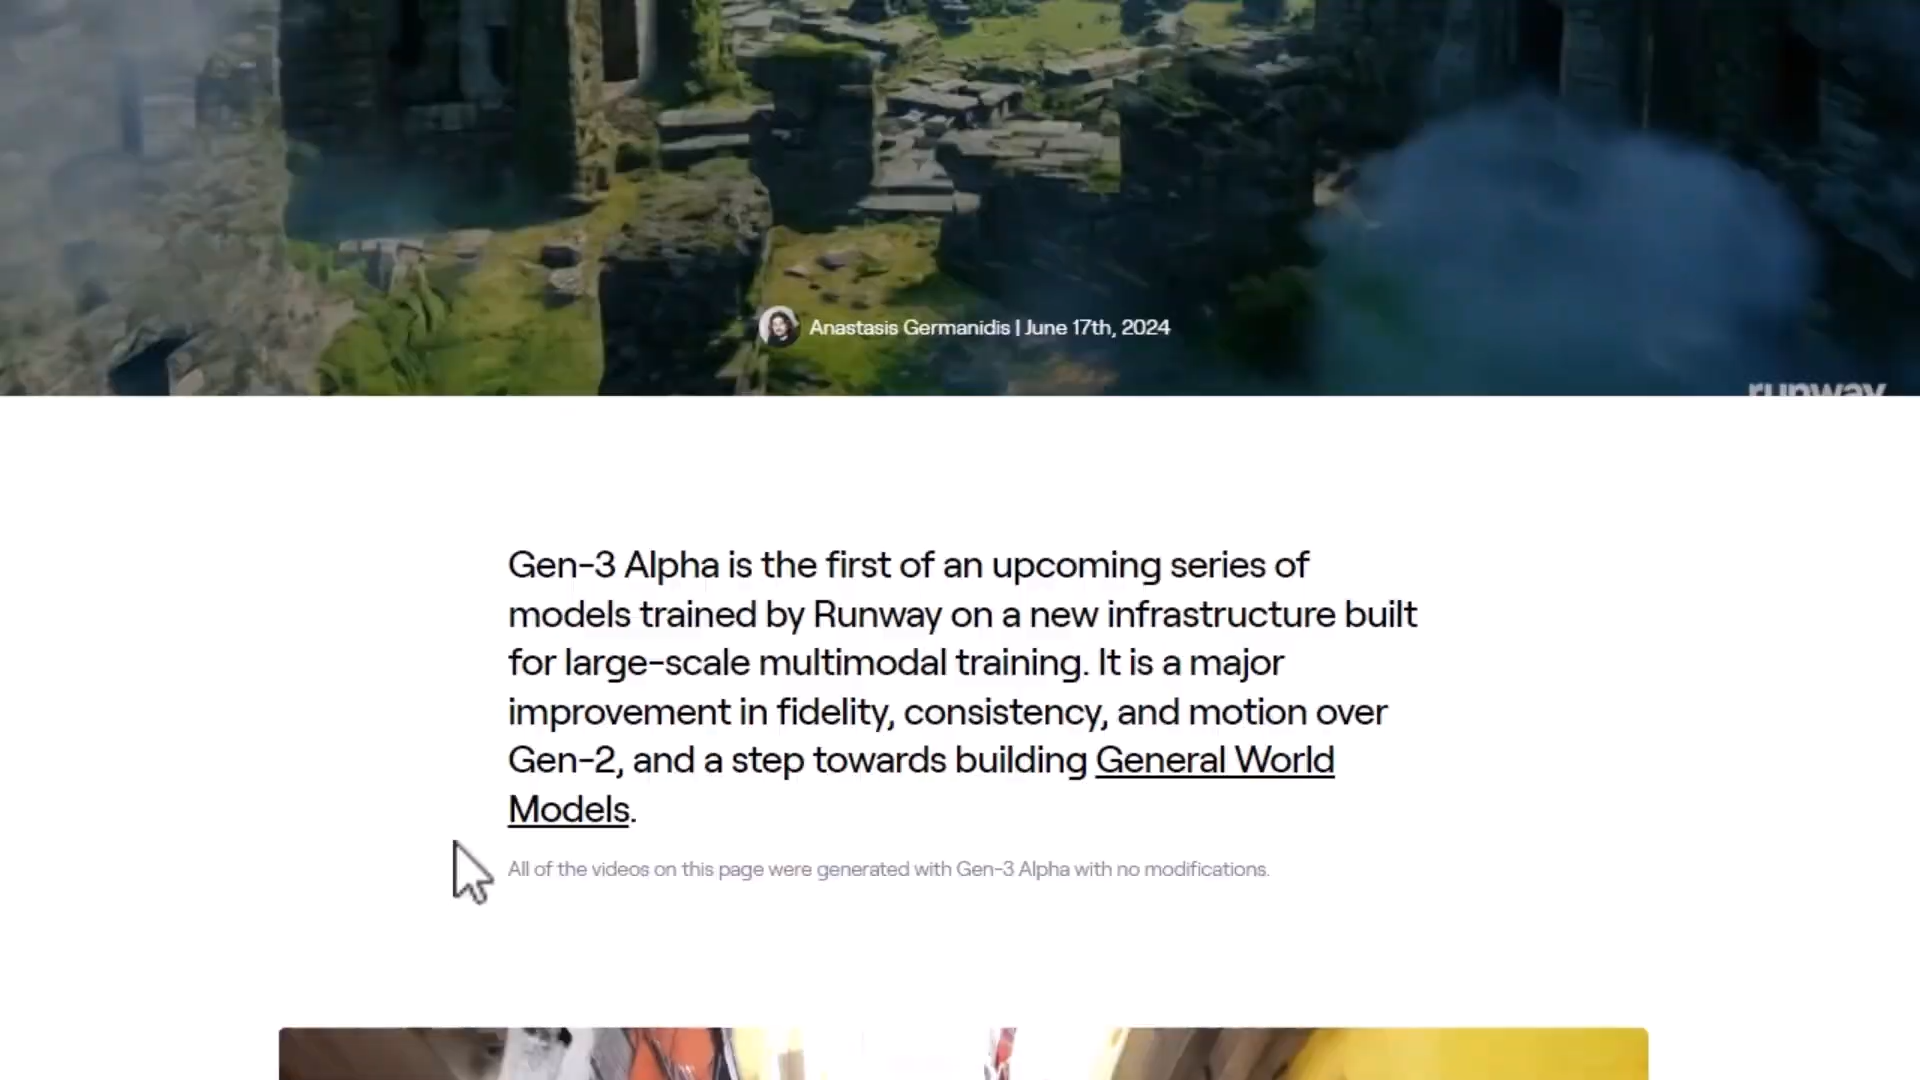 Anastasis Germanidis | June 17th, 2024
runway
Gen-3 Alpha is the first of an upcoming series of
models trained by Runway on a new infrastructure built
for large-scale multimodal training. It is a major
improvement in fidelity, consistency, and motion over
Gen-2, and a step towards building General World
Models.
All of the videos on this page were generated with Gen-3 Alpha with no modifications.